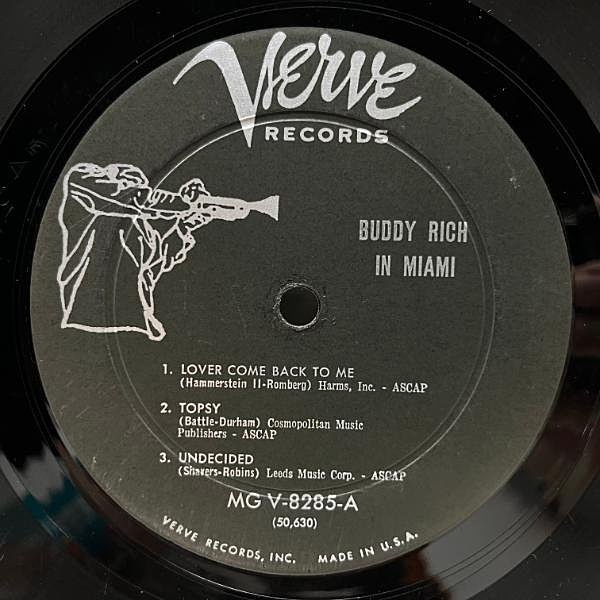 Verve
RECORDS
BUDDY RICH
IN MIAMI
1. LOVER COME BACK TO ME
(Hammerstein II-Romberg) Harms, Inc. - ASCAP
2. TOPSY
(Battle-Durham) Cosmopolitan Music
Publishers - ASCAP
3. UNDECIDED
(Shavers-Robins) Leeds Music Corp. - ASCAP
MG V-8285-A
(50,630)
VERVE RECORDS, INC. MADE IN U.S.A.